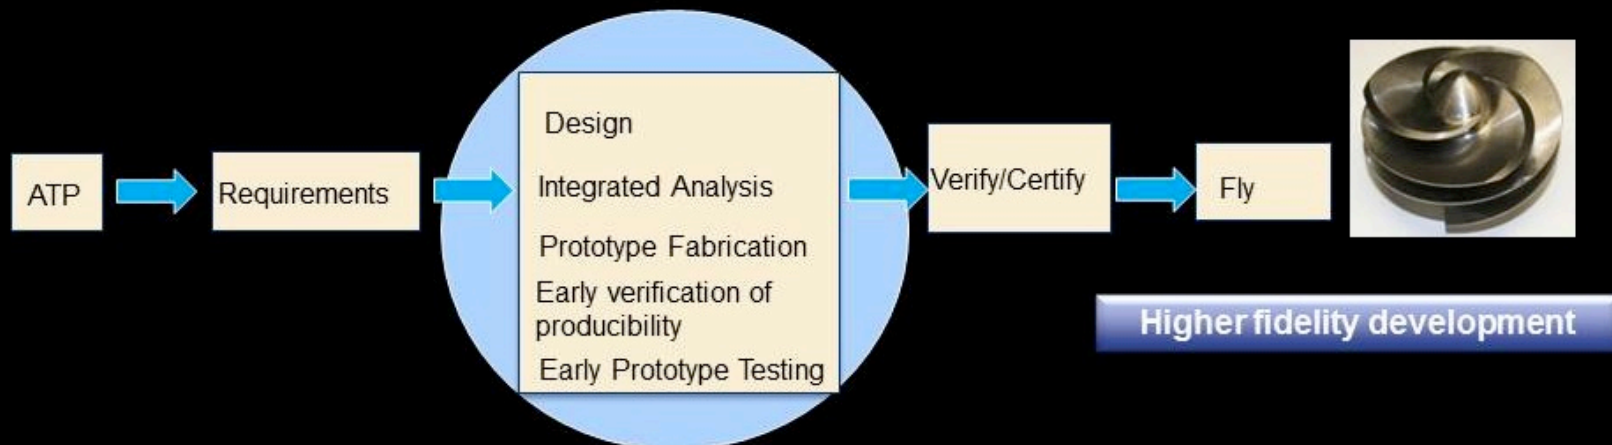 ATP
Requirements
Design
Integrated Analysis
Prototype Fabrication
Early verification of
producibility
Early Prototype Testing
Verify/Certify
Fly
Higher fidelity development